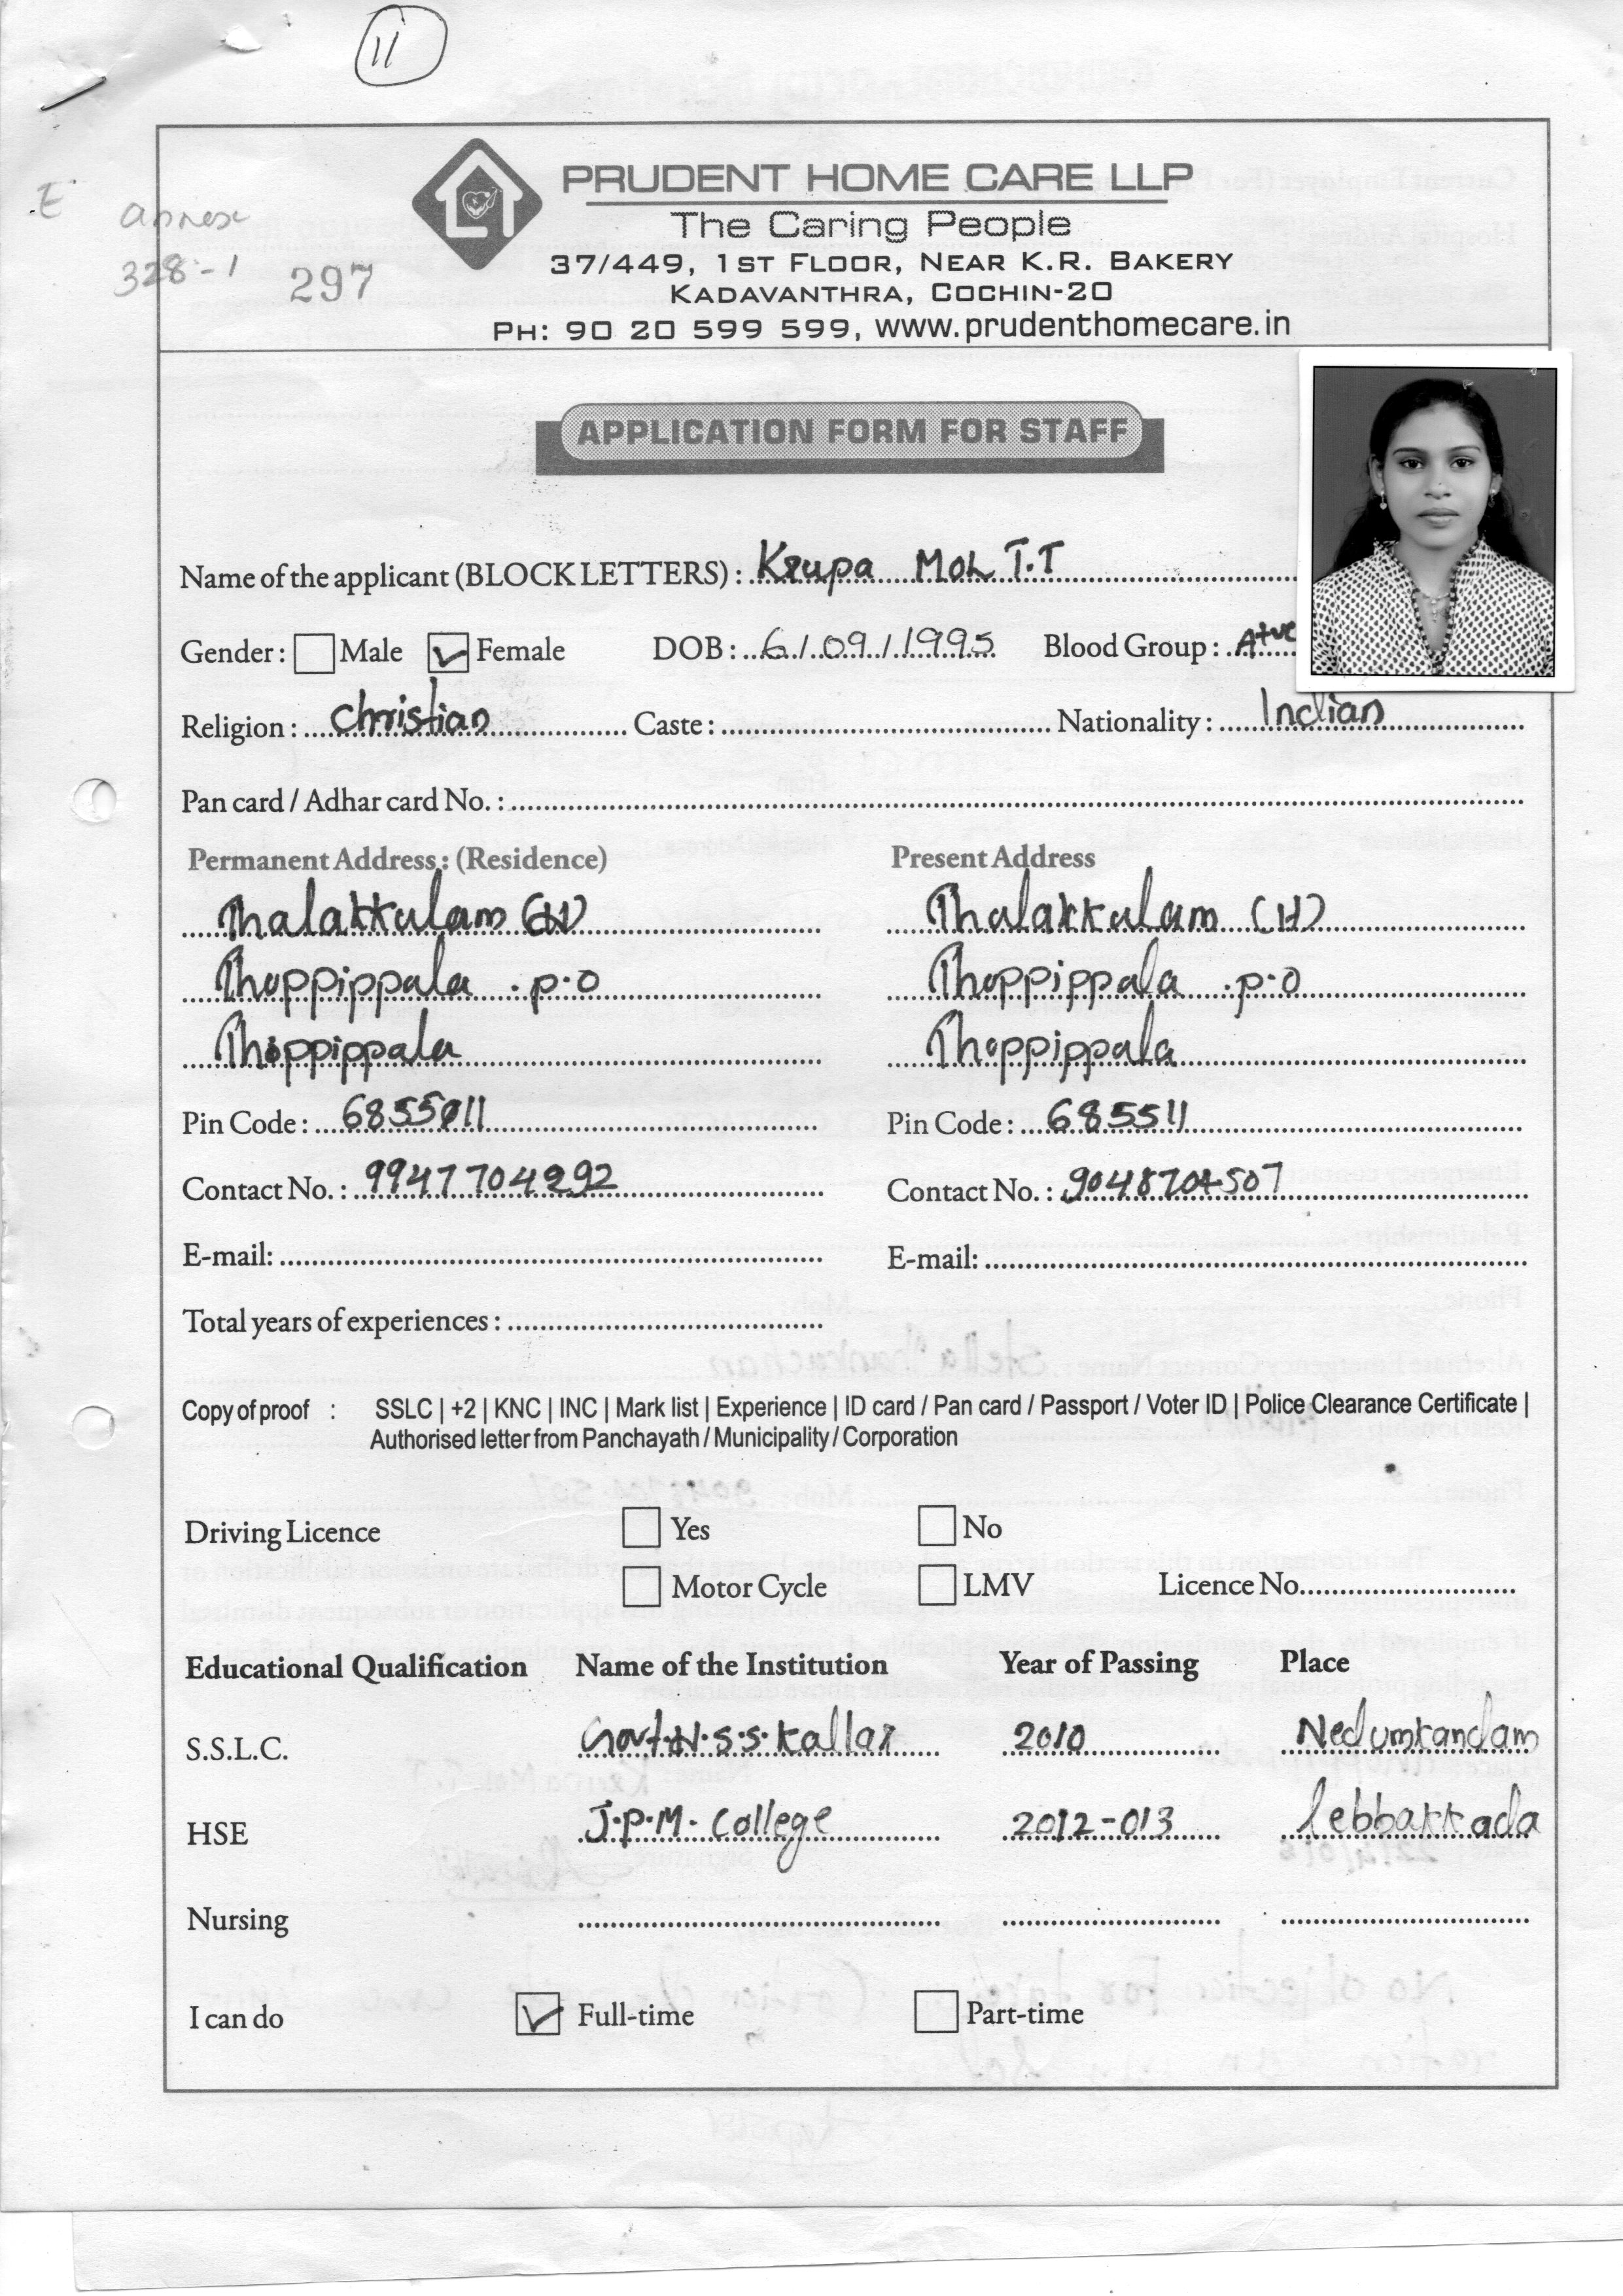 11
E annex
328-1 297
PRUDENT HOME CARE LLP
The Caring People
37/449, 1ST FLOOR, NEAR K.R. BAKERY
KADAVANTHRA, COCHIN-20
PH: 90 20 599 599, www.prudenthomecare.in
APPLICATION FORM FOR STAFF
Name of the applicant (BLOCK LETTERS) : Krupa MOL T.T
Gender : Male Female DOB : 6/09/1995 Blood Group : A+ve
Religion : christian Caste : Nationality : Indian
Pan card / Adhar card No. :
Permanent Address : (Residence) Present Address
Thalakkulam (H) Thalakkulam (H)
Thoppippala . p.o Thoppippala . p.o
Thoppippala Thoppippala
Pin Code : 6855011 Pin Code : 685511
Contact No. : 9947704292 Contact No. : 9048704507
E-mail: E-mail:
Total years of experiences :
Copy of proof : SSLC | +2 | KNC | INC | Mark list | Experience | ID card / Pan card / Passport / Voter ID | Police Clearance Certificate |
Authorised letter from Panchayath / Municipality / Corporation
Driving Licence Yes No
Motor Cycle LMV Licence No.
Educational Qualification Name of the Institution Year of Passing Place
S.S.L.C. Govt.H.S.S.Kallar 2010 Nedumkandam
HSE J.P.M. College 2012-013 lebbakkada
Nursing
I can do Full-time Part-time